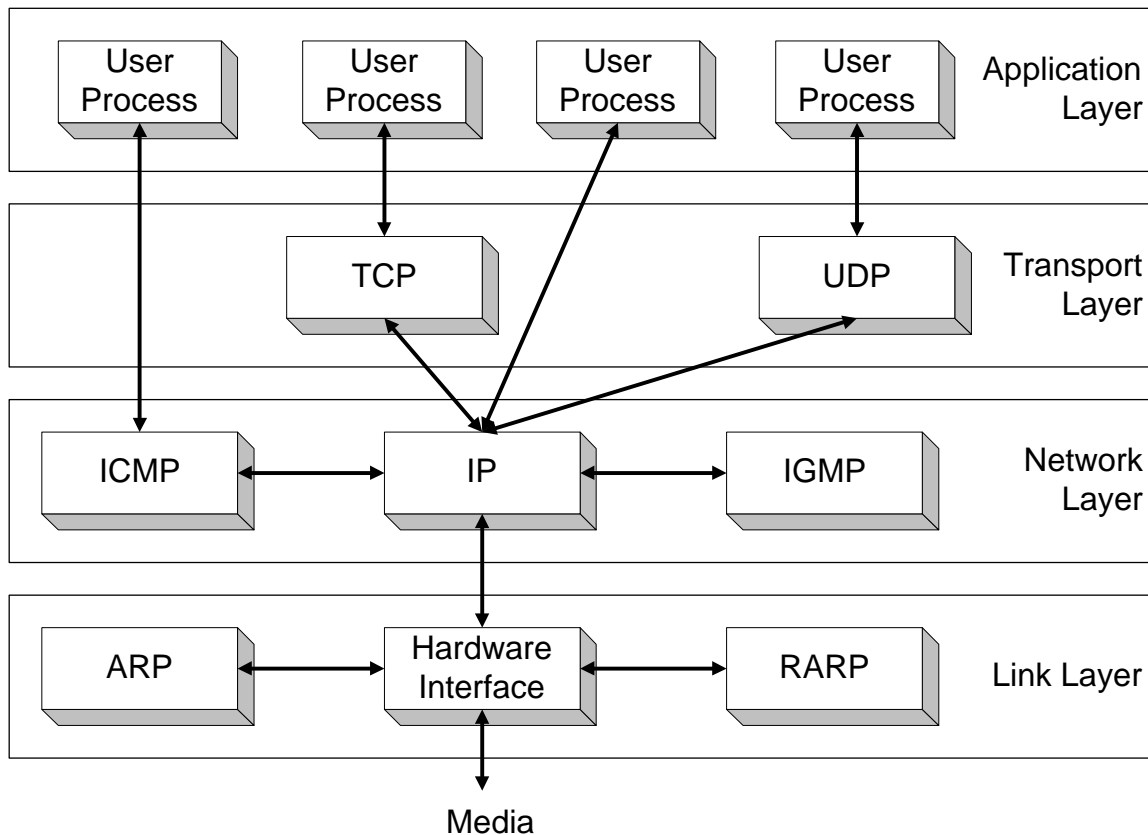 User
Process
User
Process
User
Process
User
Process
Application
Layer
TCP
UDP
Transport
Layer
ICMP
IP
IGMP
Network
Layer
ARP
Hardware
Interface
RARP
Link Layer
Media